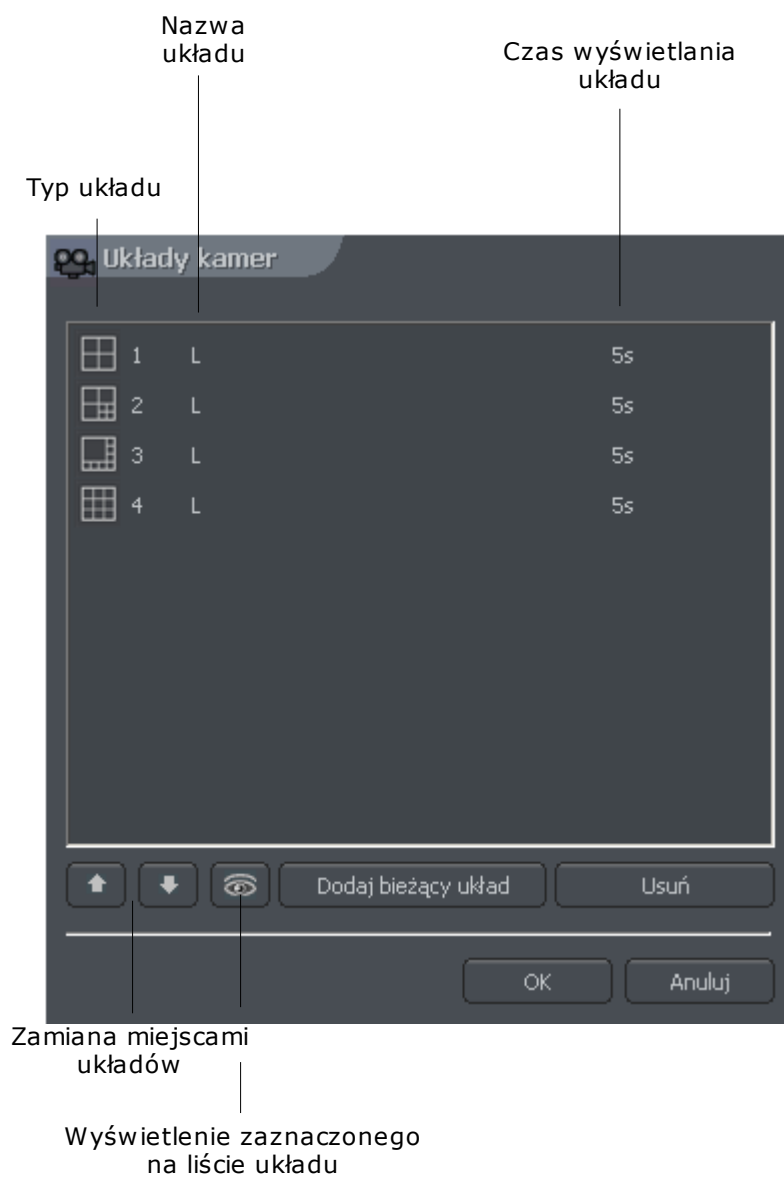 Nazwa
układu
Czas wyświetlania
układu
Typ układu
Układy kamer
1 L 5s
2 L 5s
3 L 5s
4 L 5s
Dodaj bieżący układ
Usuń
OK
Anuluj
Zamiana miejscami
układów
Wyświetlenie zaznaczonego
na liście układu